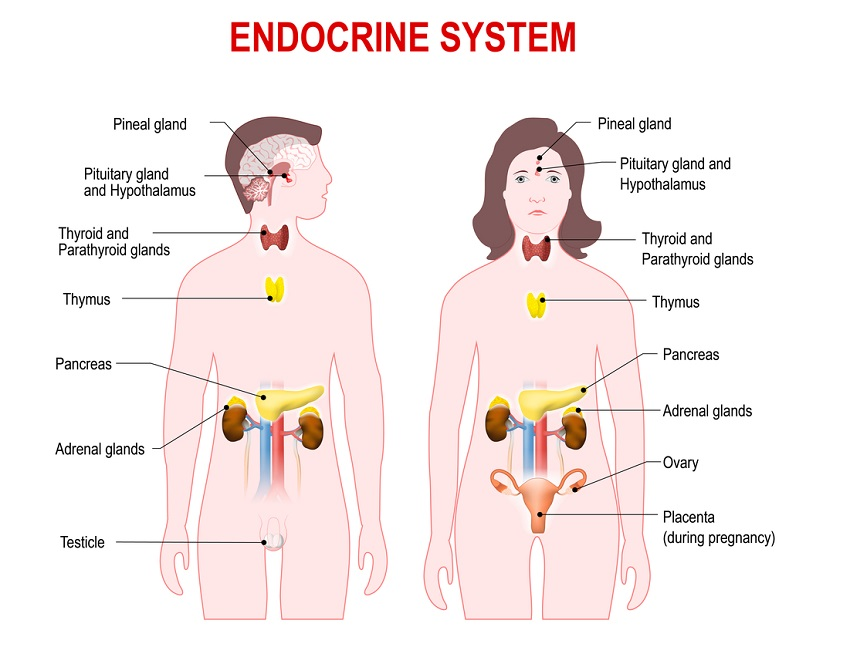 ENDOCRINE SYSTEM
Pineal gland
Pituitary gland
and Hypothalamus
Thyroid and
Parathyroid glands
Thymus
Pancreas
Adrenal glands
Testicle
Pineal gland
Pituitary gland and
Hypothalamus
Thyroid and
Parathyroid glands
Thymus
Pancreas
Adrenal glands
Ovary
Placenta
(during pregnancy)